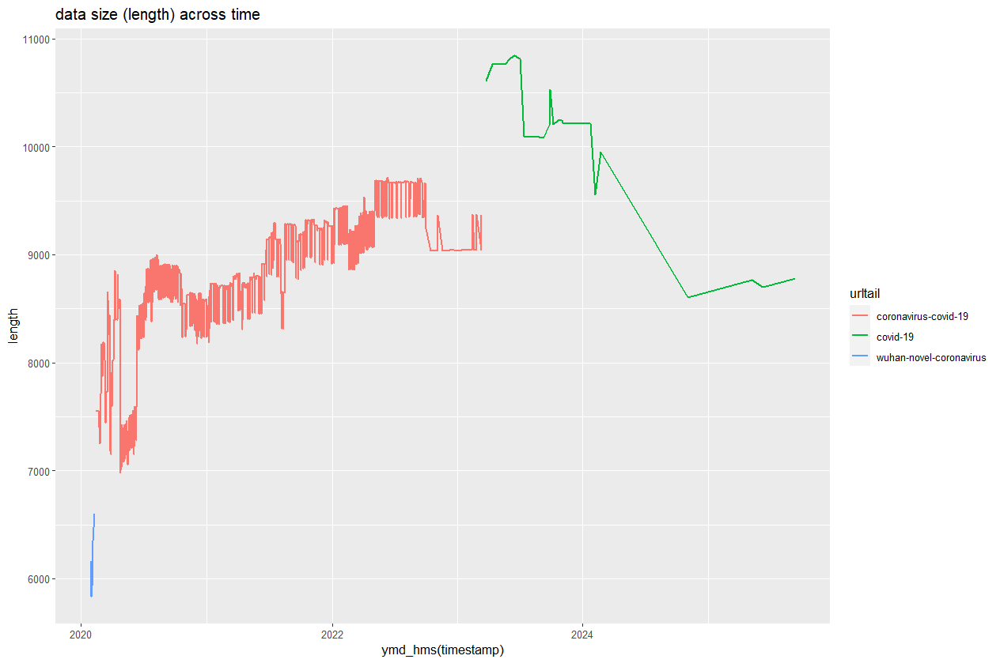 data size (length) across time
11000
10000
9000
8000
7000
6000
length
2020
2022
2024
ymd_hms(timestamp)
urltail
coronavirus-covid-19
covid-19
wuhan-novel-coronavirus